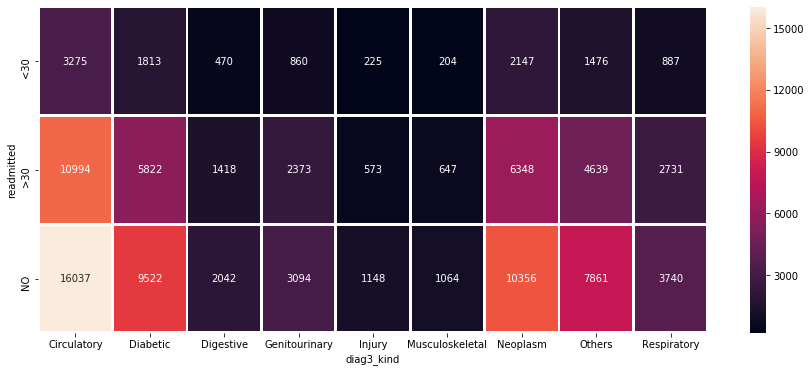 <30
3275 1813 470 860 225 204 2147 1476 887
readmitted
>30
10994 5822 1418 2373 573 647 6348 4639 2731
NO
16037 9522 2042 3094 1148 1064 10356 7861 3740
Circulatory Diabetic Digestive Genitourinary Injury Musculoskeletal Neoplasm Others Respiratory
diag3_kind
15000
12000
9000
6000
3000